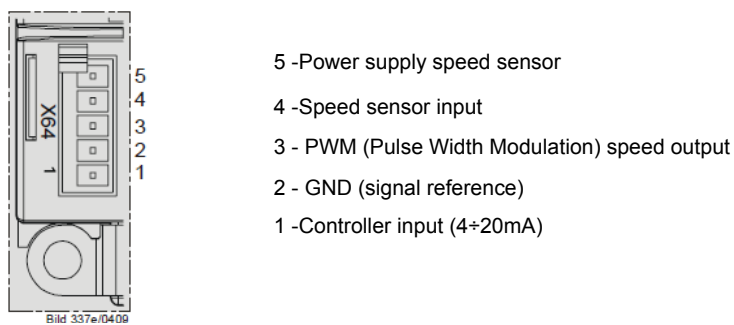 5
4
3
2
1
X64
1
5 -Power supply speed sensor
4 -Speed sensor input
3 - PWM (Pulse Width Modulation) speed output
2 - GND (signal reference)
1 -Controller input (4÷20mA)
Bild 337e/0409